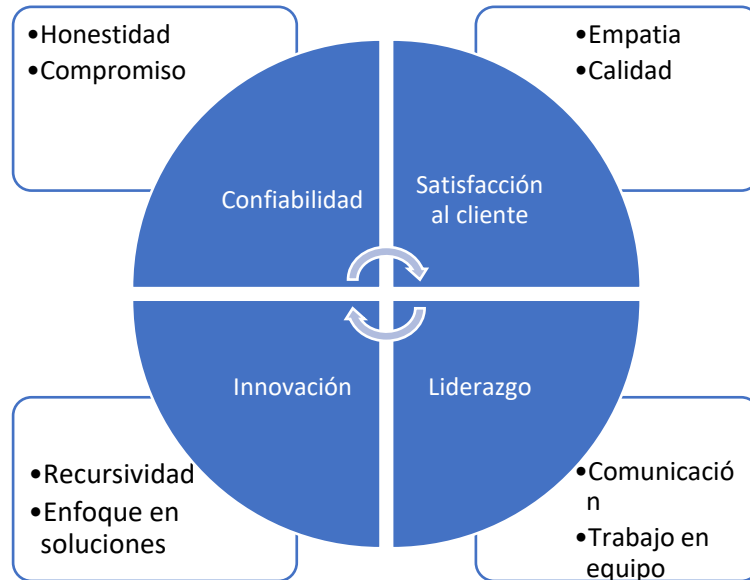 •Honestidad
•Compromiso
•Empatia
•Calidad
Confiabilidad
Satisfacción
al cliente
Innovación
Liderazgo
•Recursividad
•Enfoque en
soluciones
•Comunicació
n
•Trabajo en
equipo